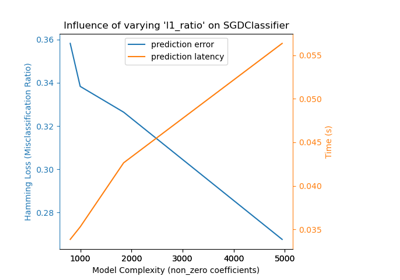 Influence of varying 'l1_ratio' on SGDClassifier
prediction error
prediction latency
Hamming Loss (Misclassification Ratio)
0.36
0.34
0.32
0.30
0.28
0.055
0.050
0.045
0.040
0.035
Time (s)
1000 2000 3000 4000 5000
Model Complexity (non_zero coefficients)